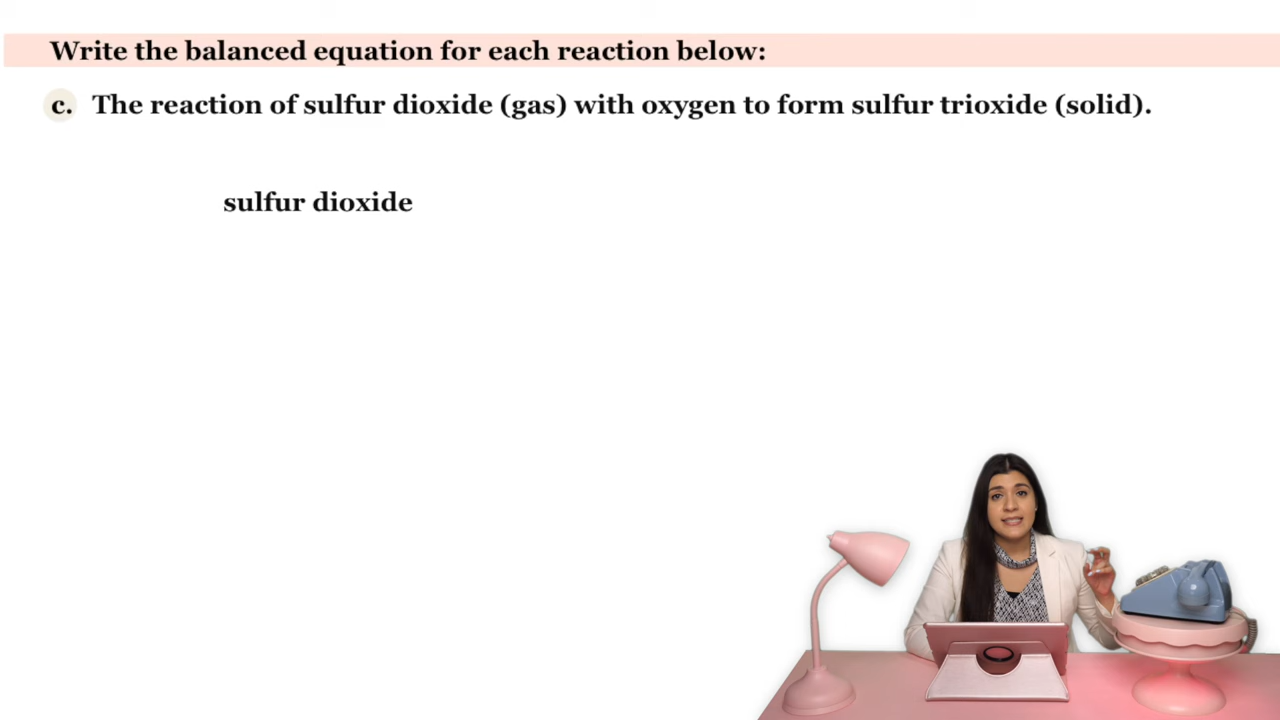 Write the balanced equation for each reaction below:
c. The reaction of sulfur dioxide (gas) with oxygen to form sulfur trioxide (solid).
sulfur dioxide